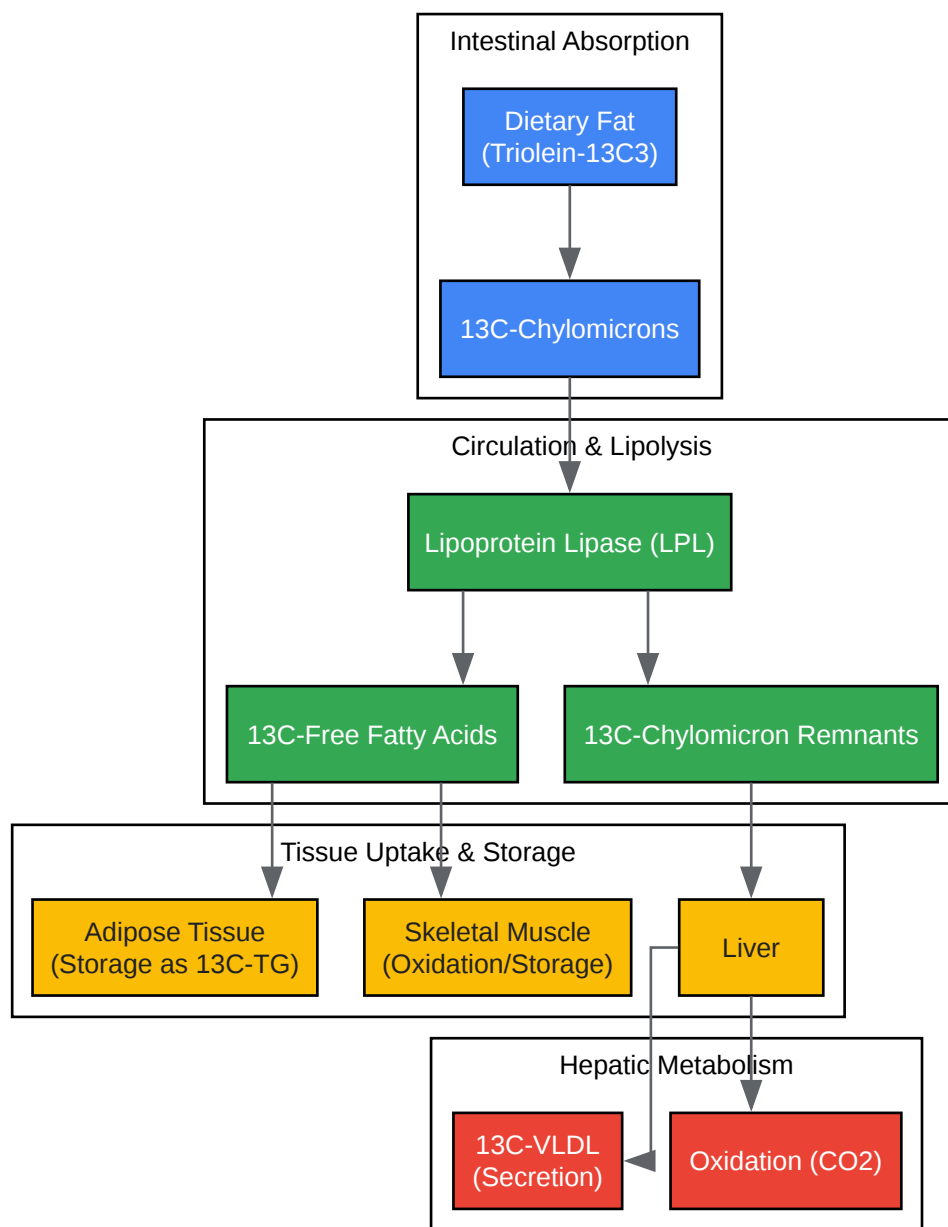 Intestinal Absorption
Dietary Fat
(Triolein-13C3)
13C-Chylomicrons
Circulation & Lipolysis
Lipoprotein Lipase (LPL)
13C-Free Fatty Acids
13C-Chylomicron Remnants
Tissue Uptake & Storage
Adipose Tissue
(Storage as 13C-TG)
Skeletal Muscle
(Oxidation/Storage)
Liver
Hepatic Metabolism
13C-VLDL
(Secretion)
Oxidation (CO2)